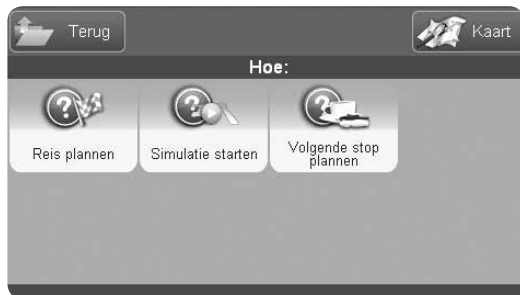 Terug
Kaart
Hoe:
Reis plannen
Simulatie starten
Volgende stop
plannen